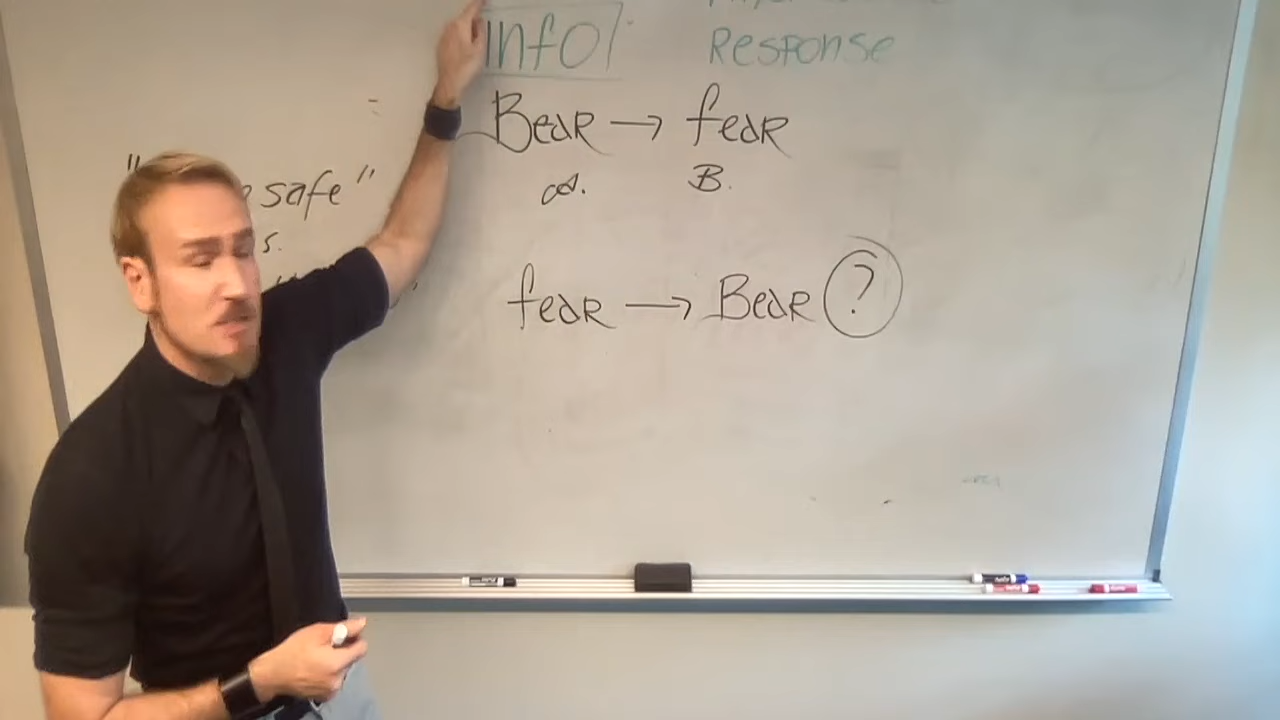 info
Response
Bear → fear
B.
safe"
s.
fear → Bear ?